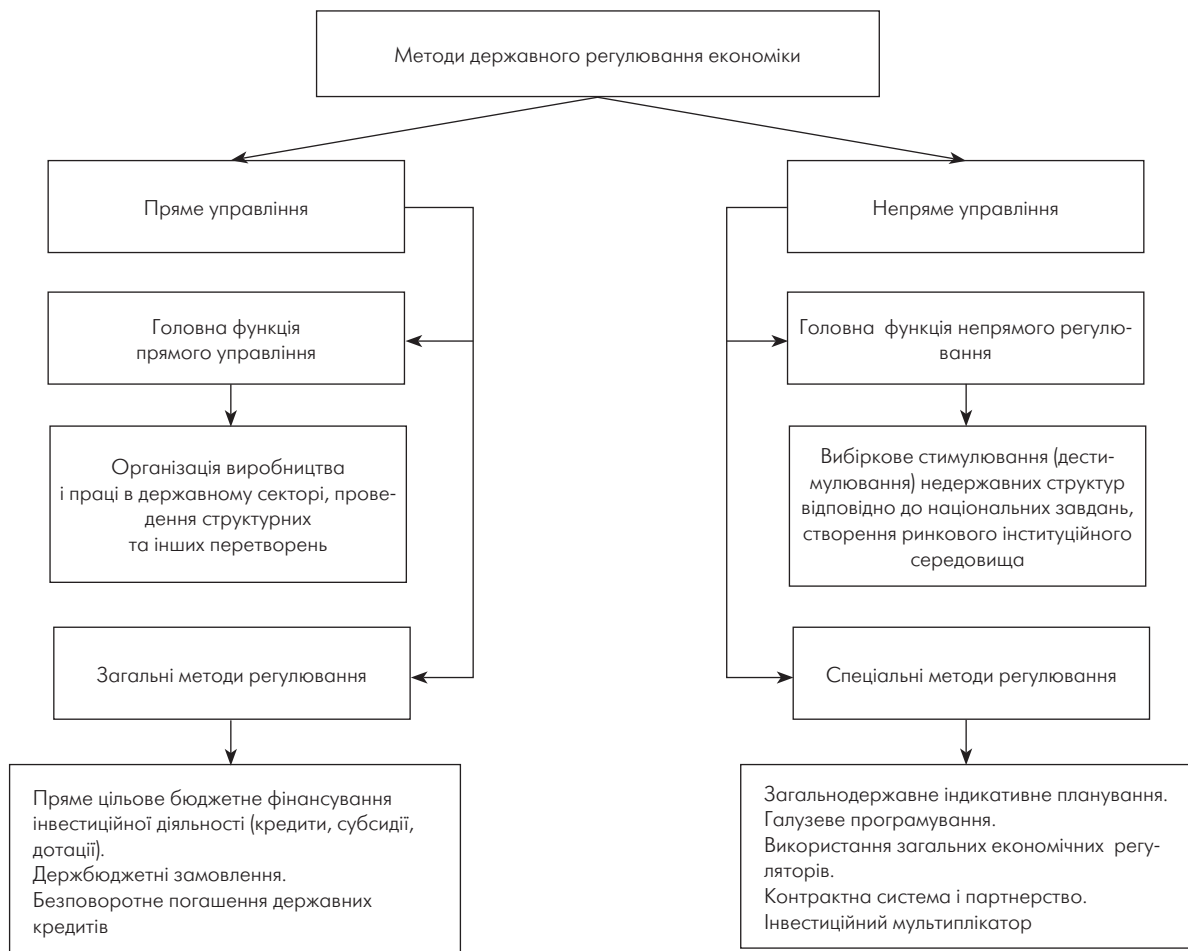 Методи державного регулювання економіки
Пряме управління
Непряме управління
Головна функція
прямого управління
Головна функція непрямого регулю-
вання
Організація виробництва
і праці в державному секторі, прове-
дення структурних
та інших перетворень
Вибіркове стимулювання (дести-
мулювання) недержавних структур
відповідно до національних завдань,
створення ринкового інституційного
середовища
Загальні методи регулювання
Спеціальні методи регулювання
Пряме цільове бюджетне фінансування
інвестиційної діяльності (кредити, субсидії,
дотації).
Держбюджетні замовлення.
Безповоротне погашення державних
кредитів
Загальнодержавне індикативне планування.
Галузеве програмування.
Використання загальних економічних регу-
ляторів.
Контрактна система і партнерство.
Інвестиційний мультиплікатор